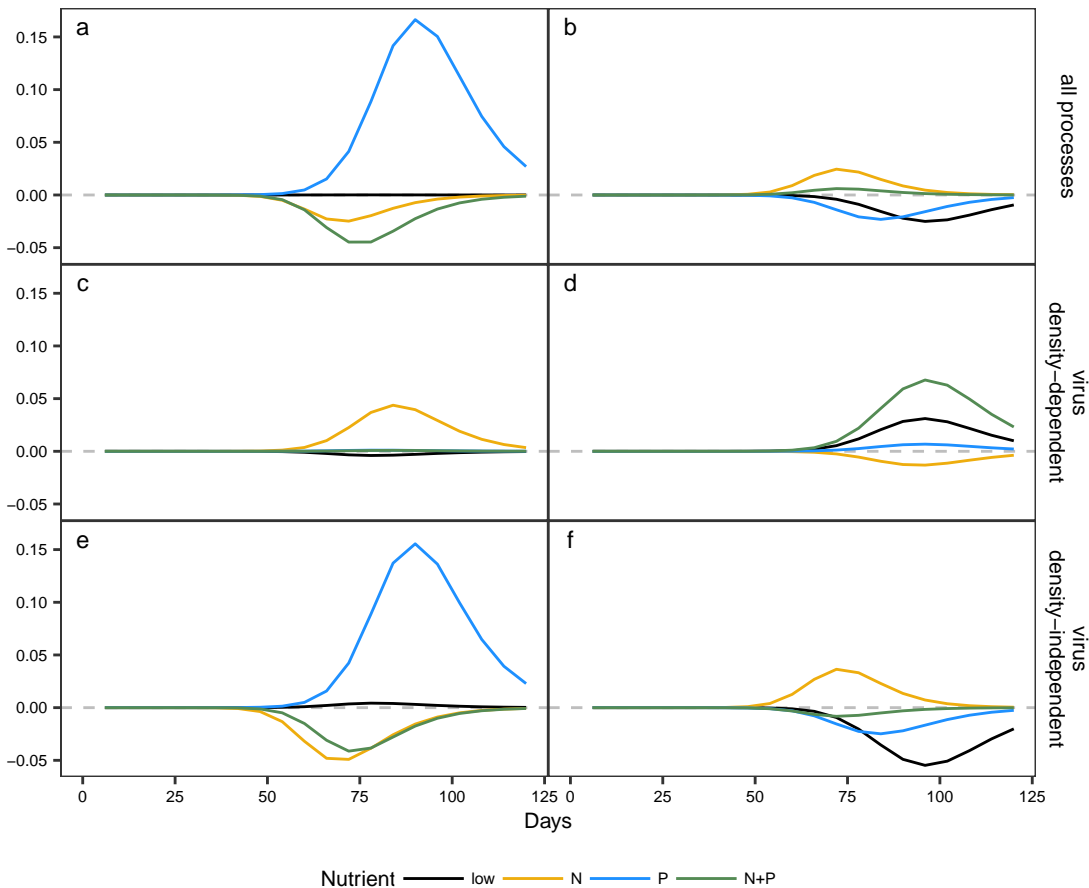 a
b
0.15
0.10
0.05
0.00
−0.05
all processes
c
d
0.15
0.10
0.05
0.00
−0.05
virus
density−dependent
e
f
0.15
0.10
0.05
0.00
−0.05
virus
density−independent
0 25 50 75 100 125 0 25 50 75 100 125
Days
Nutrient low N P N+P